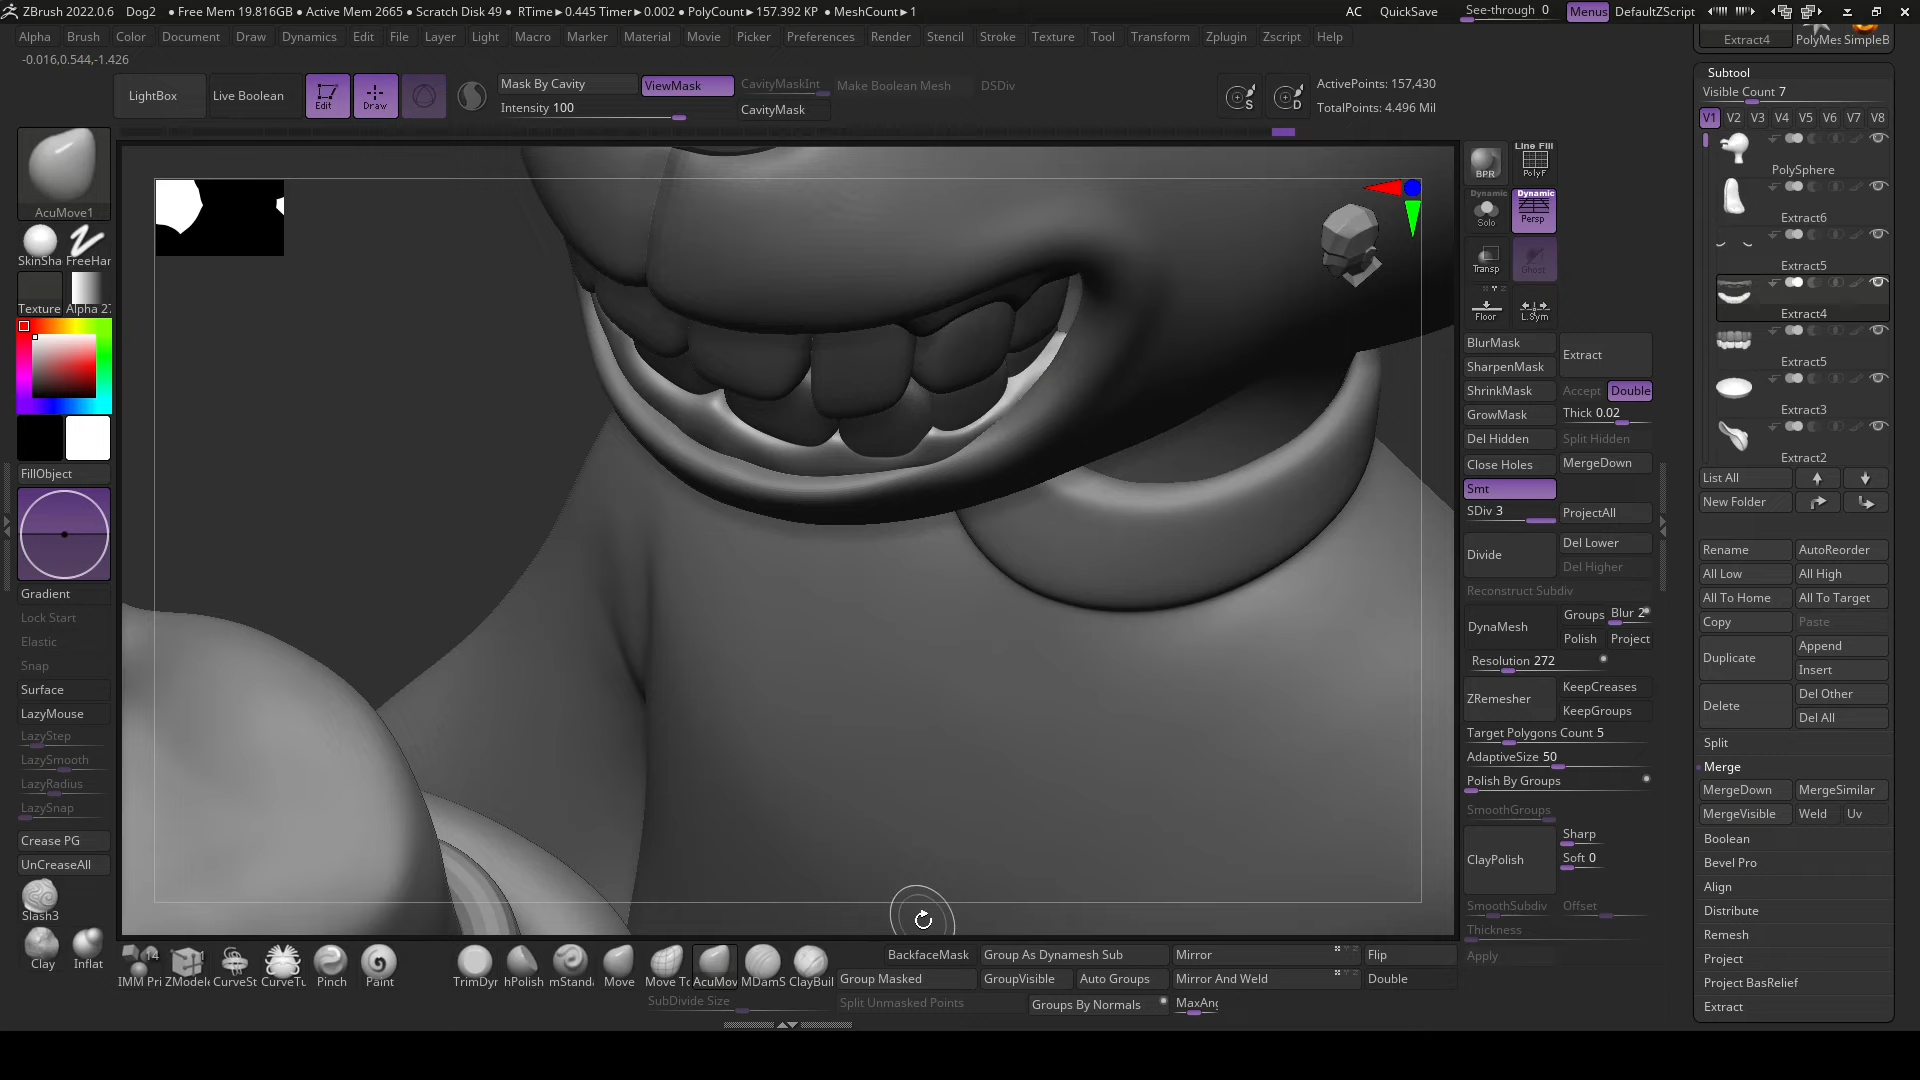 ZBrush 2022.0.6 Dog2 • Free Mem 19.816GB • Active Mem 2665 • Scratch Disk 49 • RTime▶0.445 Timer▶0.002 • PolyCount▶157.392 KP • MeshCount▶1 AC QuickSave See-through 0 Menus DefaultZScript
Alpha Brush Color Document Draw Dynamics Edit File Layer Light Macro Marker Material Movie Picker Preferences Render Stencil Stroke Texture Tool Transform Zplugin Zscript Help
Extract4 PolyMes SimpleB
-0.016,0.544,-1.426
LightBox
Live Boolean
Edit
Draw
Mask By Cavity
Intensity 100
ViewMask
CavityMaskInt
CavityMask
Make Boolean Mesh
DSDiv
S
D
ActivePoints: 157,430
TotalPoints: 4.496 Mil
AcuMove1
SkinSha FreeHar
Texture Alpha 27
FillObject
Gradient
Lock Start
Elastic
Snap
Surface
LazyMouse
LazyStep
LazySmooth
LazyRadius
LazySnap
Crease PG
UnCreaseAll
Slash3
Clay Inflat
BPR
Line Fill
PolyF
Dynamic
Solo
Dynamic
Persp
Transp
Ghost
Floor
L.Sym
BlurMask
SharpenMask
Extract
ShrinkMask
Accept Double
GrowMask
Thick 0.02
Del Hidden
Split Hidden
Close Holes
MergeDown
Smt
SDiv 3
ProjectAll
Divide
Del Lower
Del Higher
Reconstruct Subdiv
DynaMesh
Groups Blur 2
Polish Project
Resolution 272
ZRemesher
KeepCreases
KeepGroups
Target Polygons Count 5
AdaptiveSize 50
Polish By Groups
SmoothGroups
ClayPolish
Sharp
Soft 0
SmoothSubdiv Offset
Thickness
Apply
Subtool
Visible Count 7
V1 V2 V3 V4 V5 V6 V7 V8
PolySphere
Extract6
Extract5
Extract4
Extract5
Extract3
Extract2
List All
New Folder
Rename AutoReorder
All Low All High
All To Home All To Target
Copy Paste
Duplicate
Append
Insert
Delete
Del Other
Del All
Split
Merge
MergeDown MergeSimilar
MergeVisible Weld Uv
Boolean
Bevel Pro
Align
Distribute
Remesh
Project
Project BasRelief
Extract
14
IMM Pri ZModele CurveSt CurveTu Pinch Paint TrimDyr hPolish mStanda Move Move To AcuMov MDamS ClayBuil
BackfaceMask Group As Dynamesh Sub Mirror Flip
Group Masked GroupVisible Auto Groups Mirror And Weld Double
SubDivide Size Split Unmasked Points Groups By Normals MaxAng